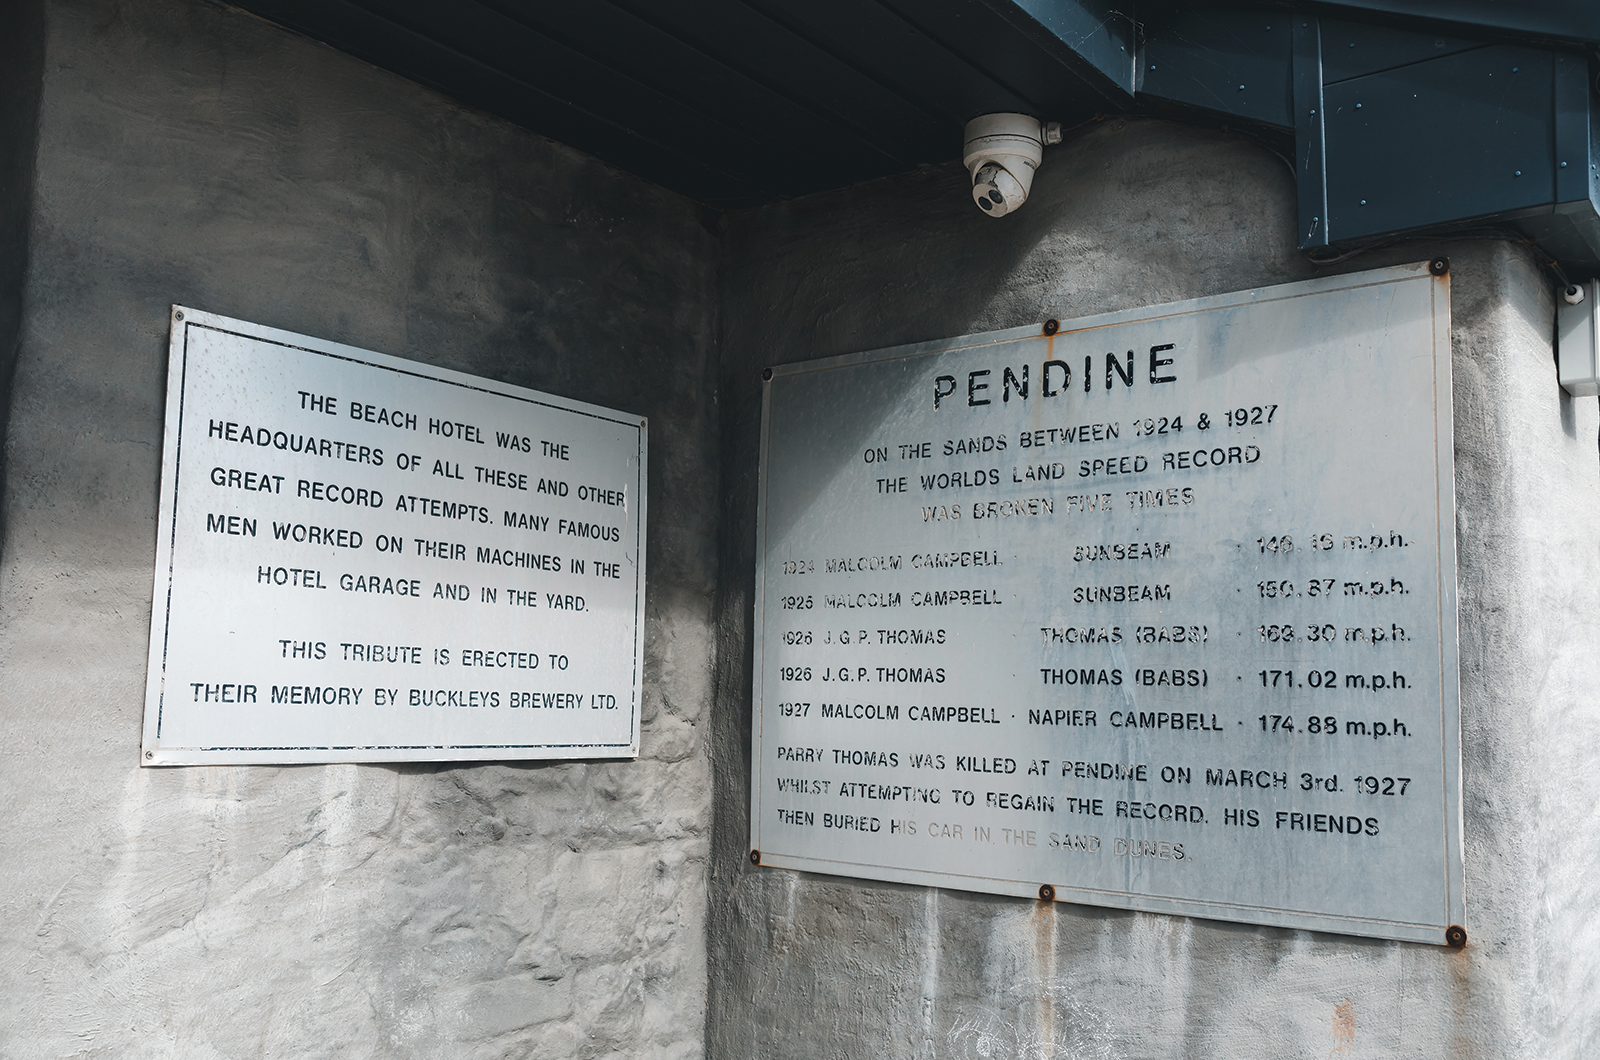 THE BEACH HOTEL WAS THE
HEADQUARTERS OF ALL THESE AND OTHER
GREAT RECORD ATTEMPTS. MANY FAMOUS
MEN WORKED ON THEIR MACHINES IN THE
HOTEL GARAGE AND IN THE YARD.
THIS TRIBUTE IS ERECTED TO
THEIR MEMORY BY BUCKLEYS BREWERY LTD.
PENDINE
ON THE SANDS BETWEEN 1924 & 1927
THE WORLDS LAND SPEED RECORD
WAS BROKEN FIVE TIMES
1924 MALCOLM CAMPBELL · SUNBEAM · 146.16 m.p.h.
1925 MALCOLM CAMPBELL · SUNBEAM · 150.87 m.p.h.
1926 J.G.P. THOMAS · THOMAS (BABS) · 169.30 m.p.h.
1926 J.G.P. THOMAS · THOMAS (BABS) · 171.02 m.p.h.
1927 MALCOLM CAMPBELL · NAPIER CAMPBELL · 174.88 m.p.h.
PARRY THOMAS WAS KILLED AT PENDINE ON MARCH 3rd. 1927
WHILST ATTEMPTING TO REGAIN THE RECORD. HIS FRIENDS
THEN BURIED HIS CAR IN THE SAND DUNES.